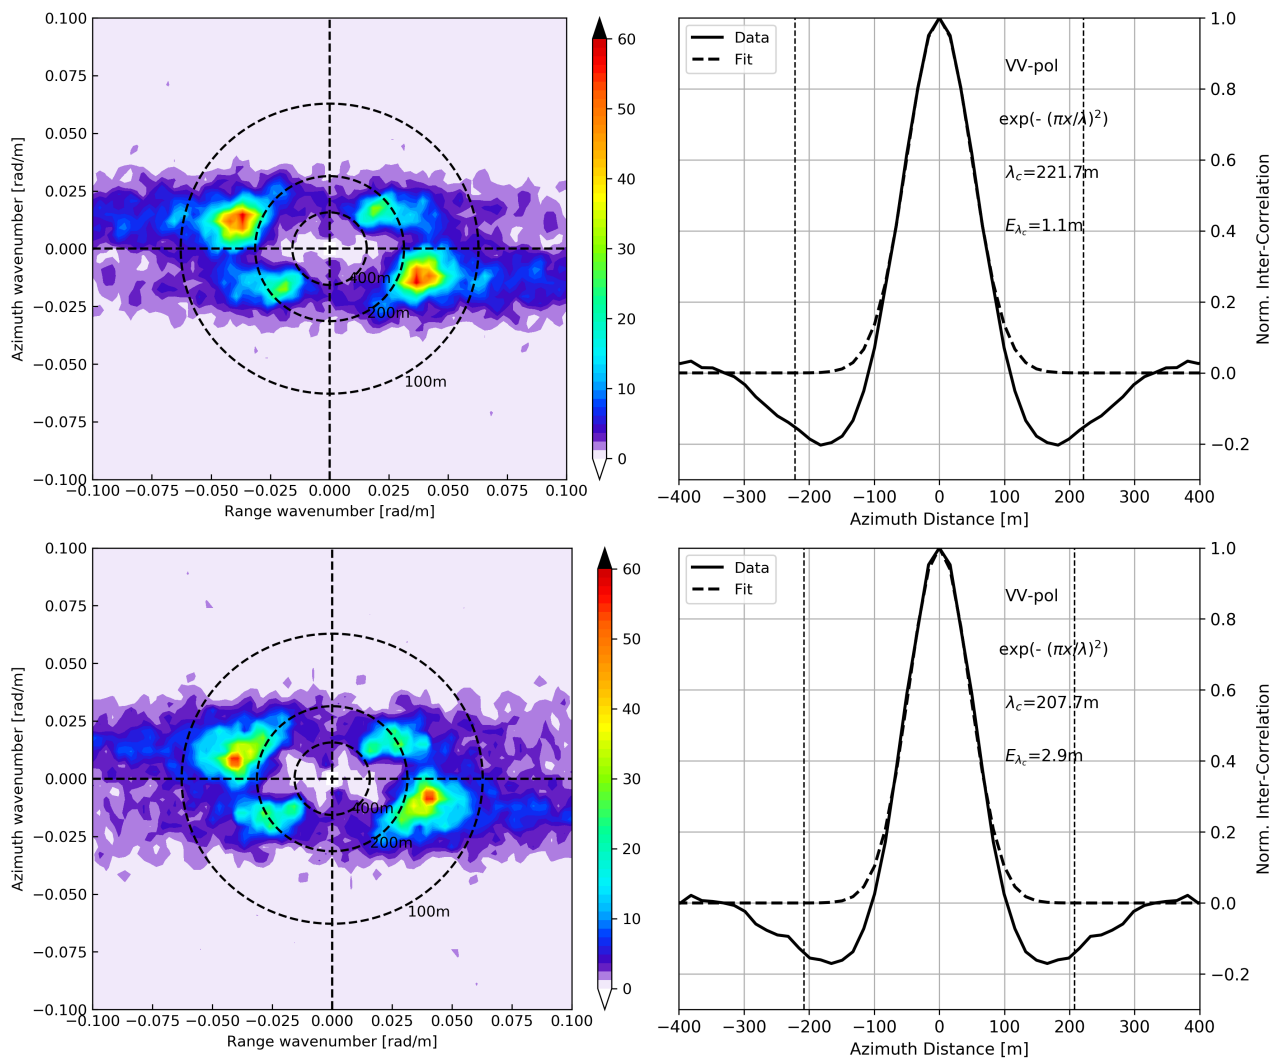 0.100
0.075
0.050
0.025
0.000
−0.025
−0.050
−0.075
−0.100
−0.100 −0.075 −0.050 −0.025 0.000 0.025 0.050 0.075 0.100
Range wavenumber [rad/m]
Azimuth wavenumber [rad/m]
400m
200m
100m
60
50
40
30
20
10
0
Data
Fit
VV-pol
exp(- (πx/λ)²)
λc=221.7m
Eλc=1.1m
1.0
0.8
0.6
0.4
0.2
0.0
−0.2
Norm. Inter-Correlation
−400 −300 −200 −100 0 100 200 300 400
Azimuth Distance [m]
0.100
0.075
0.050
0.025
0.000
−0.025
−0.050
−0.075
−0.100
−0.100 −0.075 −0.050 −0.025 0.000 0.025 0.050 0.075 0.100
Range wavenumber [rad/m]
Azimuth wavenumber [rad/m]
400m
200m
100m
60
50
40
30
20
10
0
Data
Fit
VV-pol
exp(- (πx/λ)²)
λc=207.7m
Eλc=2.9m
1.0
0.8
0.6
0.4
0.2
0.0
−0.2
Norm. Inter-Correlation
−400 −300 −200 −100 0 100 200 300 400
Azimuth Distance [m]